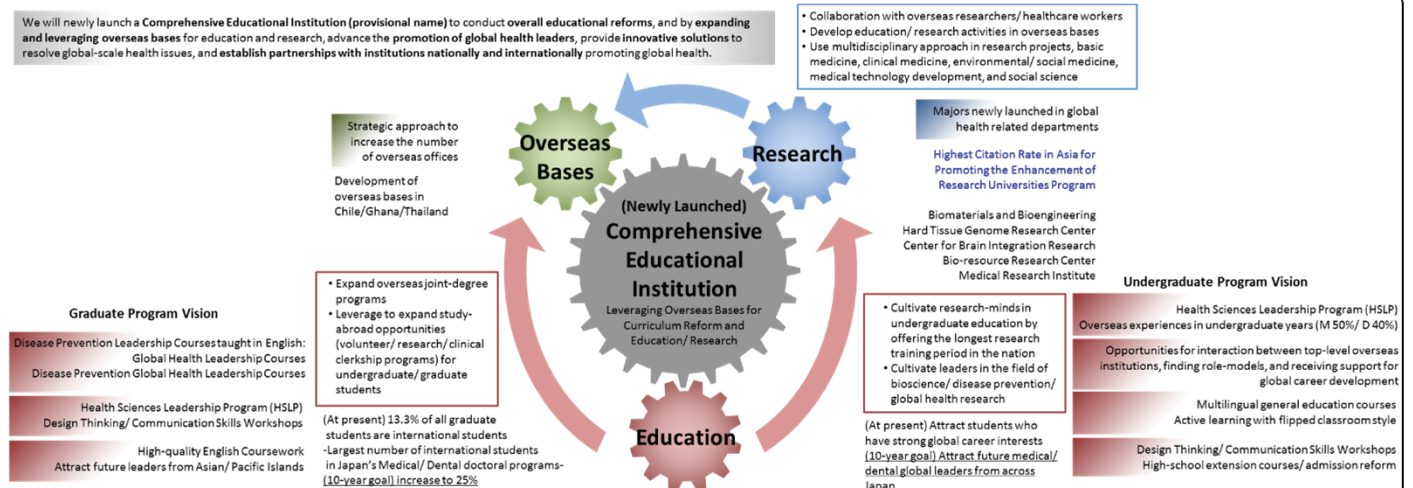 We will newly launch a Comprehensive Educational Institution (provisional name) to conduct overall educational reforms, and by expanding
and leveraging overseas bases for education and research, advance the promotion of global health leaders, provide innovative solutions to
resolve global-scale health issues, and establish partnerships with institutions nationally and internationally promoting global health.
• Collaboration with overseas researchers/ healthcare workers
• Develop education/ research activities in overseas bases
• Use multidisciplinary approach in research projects, basic
medicine, clinical medicine, environmental/ social medicine,
medical technology development, and social science
Strategic approach to
increase the number
of overseas offices
Development of
overseas bases in
Chile/Ghana/Thailand
Overseas
Bases
Research
Majors newly launched in global
health related departments
Highest Citation Rate in Asia for
Promoting the Enhancement of
Research Universities Program
Biomaterials and Bioengineering
Hard Tissue Genome Research Center
Center for Brain Integration Research
Bio-resource Research Center
Medical Research Institute
(Newly Launched)
Comprehensive
Educational
Institution
Leveraging Overseas Bases for
Curriculum Reform and
Education/ Research
Graduate Program Vision
Disease Prevention Leadership Courses taught in English:
Global Health Leadership Courses
Disease Prevention Global Health Leadership Courses
Health Sciences Leadership Program (HSLP)
Design Thinking/ Communication Skills Workshops
High-quality English Coursework
Attract future leaders from Asian/ Pacific Islands
• Expand overseas joint-degree
programs
• Leverage to expand study-
abroad opportunities
(volunteer/ research/ clinical
clerkship programs) for
undergraduate/ graduate
students
(At present) 13.3% of all graduate
students are international students
-Largest number of international students
in Japan's Medical/ Dental doctoral programs-
(10-year goal) increase to 25%
Education
• Cultivate research-minds in
undergraduate education by
offering the longest research
training period in the nation
• Cultivate leaders in the field of
bioscience/ disease prevention/
global health research
(At present) Attract students who
have strong global career interests
(10-year goal) Attract future medical/
dental global leaders from across
Japan
Undergraduate Program Vision
Health Sciences Leadership Program (HSLP)
Overseas experiences in undergraduate years (M 50%/ D 40%)
Opportunities for interaction between top-level overseas
institutions, finding role-models, and receiving support for
global career development
Multilingual general education courses
Active learning with flipped classroom style
Design Thinking/ Communication Skills Workshops
High-school extension courses/ admission reform